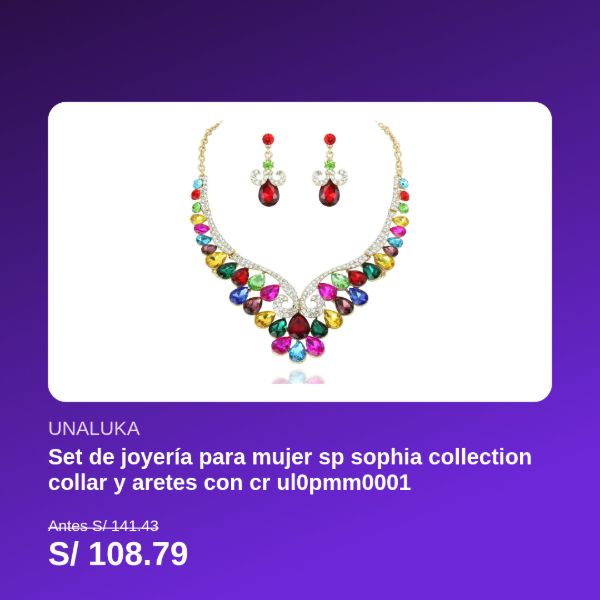 UNALUKA
Set de joyería para mujer sp sophia collection
collar y aretes con cr ul0pmm0001
Antes S/ 141.43
S/ 108.79